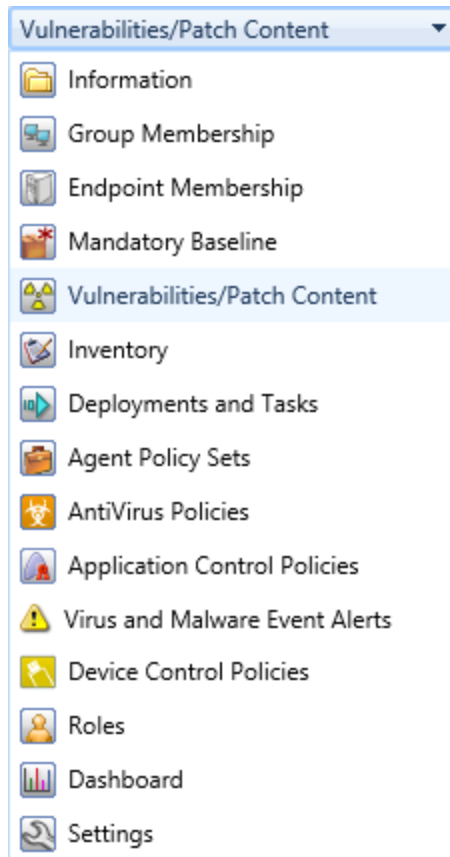 Vulnerabilities/Patch Content
Information
Group Membership
Endpoint Membership
Mandatory Baseline
Vulnerabilities/Patch Content
Inventory
Deployments and Tasks
Agent Policy Sets
AntiVirus Policies
Application Control Policies
Virus and Malware Event Alerts
Device Control Policies
Roles
Dashboard
Settings